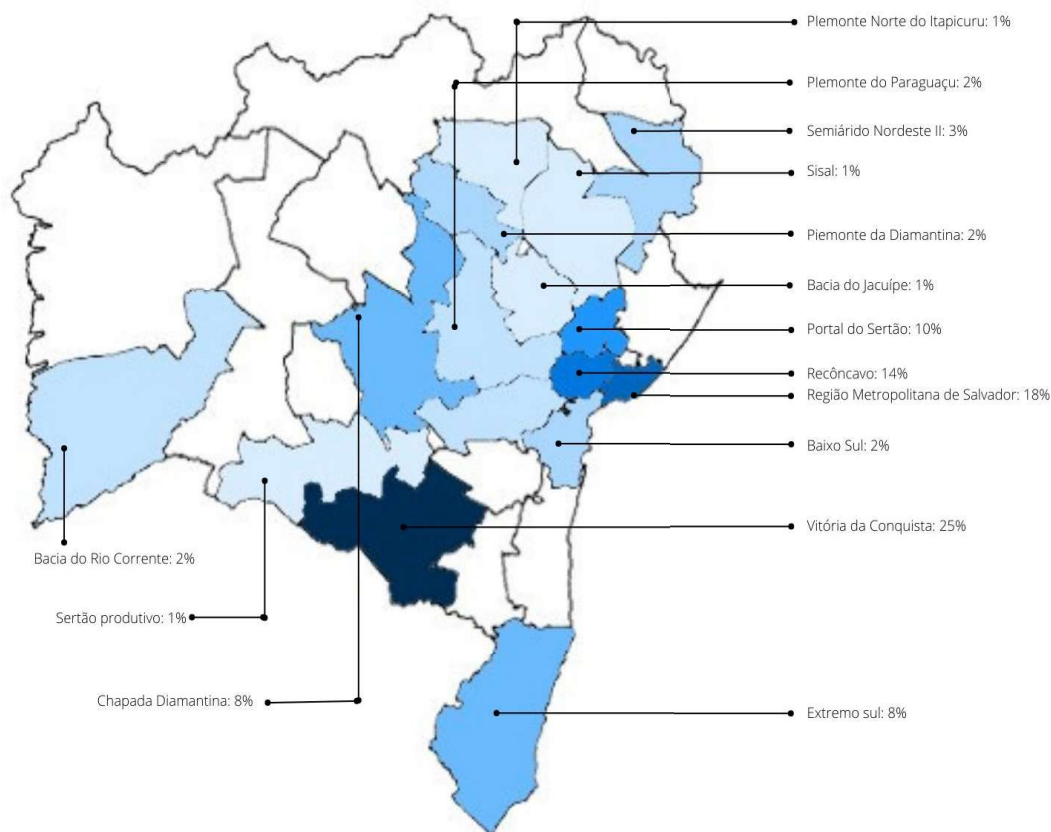 Plemonte Norte do Itapicuru: 1%
Plemonte do Paraguaçu: 2%
Semiárido Nordeste II: 3%
Sisal: 1%
Piemonte da Diamantina: 2%
Bacia do Jacuípe: 1%
Portal do Sertão: 10%
Recôncavo: 14%
Região Metropolitana de Salvador: 18%
Baixo Sul: 2%
Vitória da Conquista: 25%
Bacia do Rio Corrente: 2%
Sertão produtivo: 1%
Chapada Diamantina: 8%
Extremo sul: 8%